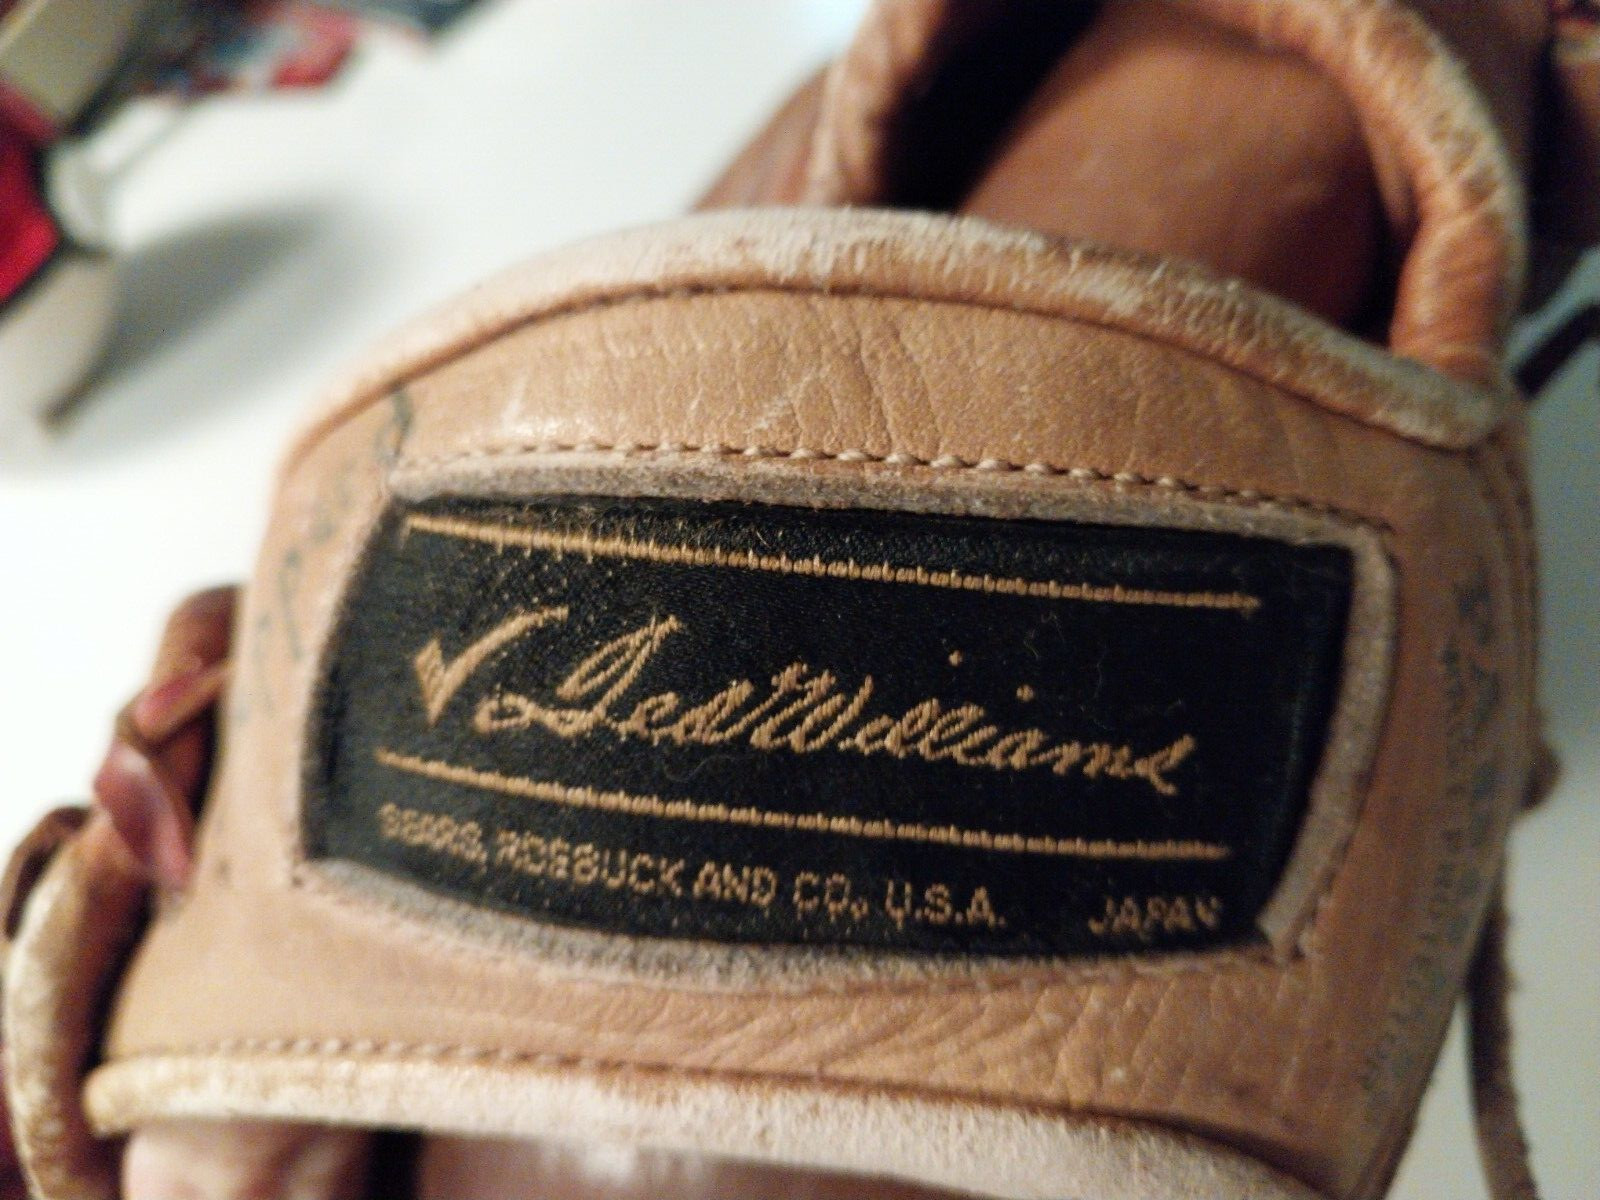 Ted Williams
SEARS, ROEBUCK AND CO., U.S.A. JAPAN